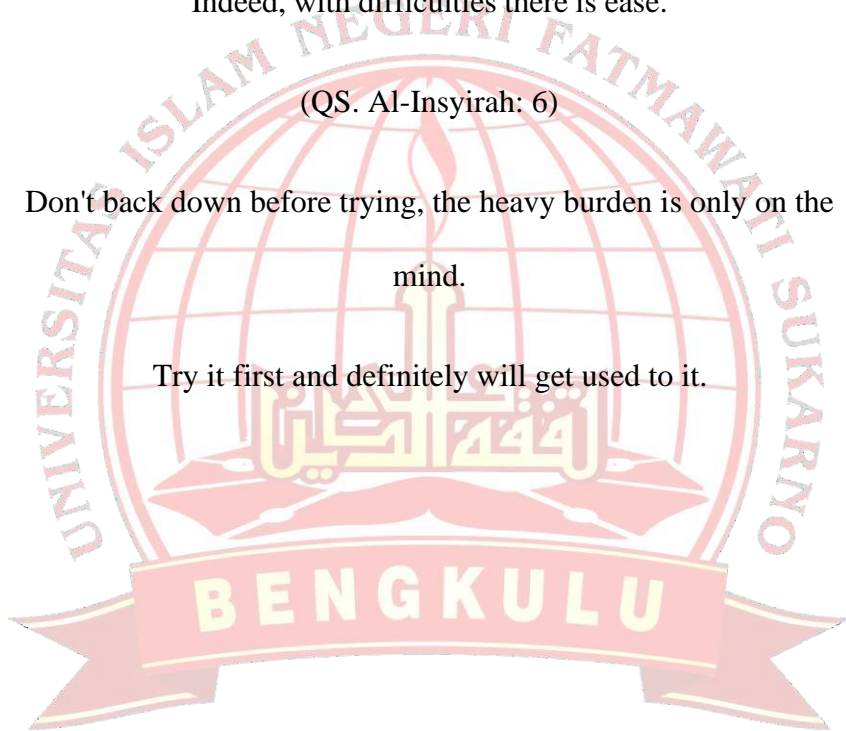 Indeed, with difficulties there is ease.
(QS. Al-Insyirah: 6)
Don't back down before trying, the heavy burden is only on the
mind.
Try it first and definitely will get used to it.
UNIVERSITAS ISLAM NEGERI FATMAWATI SUKARNO
BENGKULU